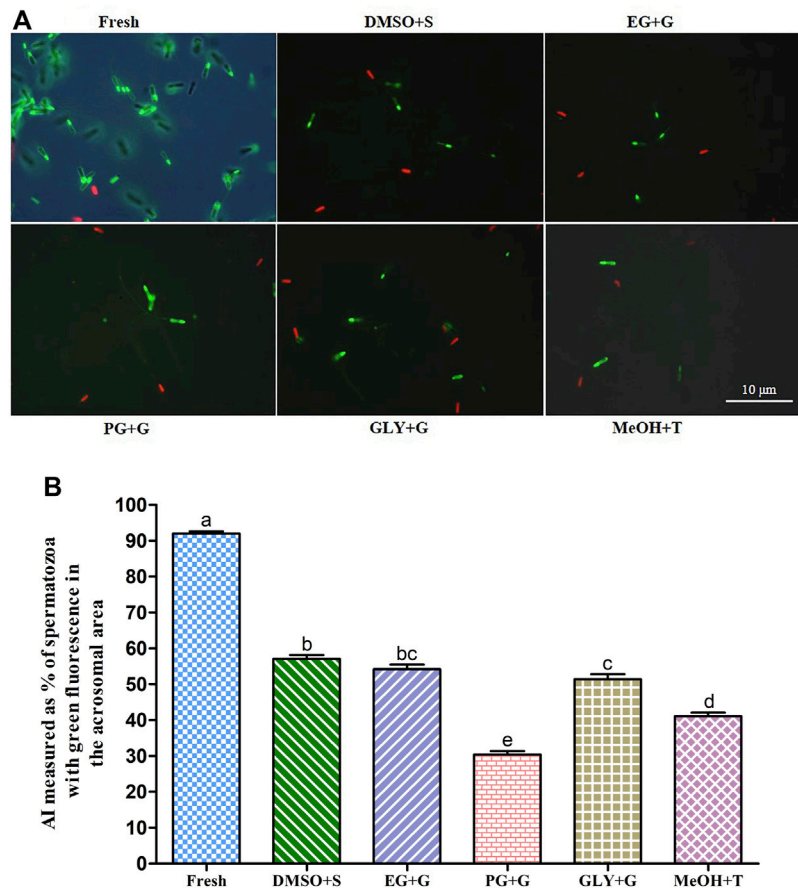 A
Fresh DMSO+S EG+G
10 µm
PG+G GLY+G MeOH+T
B
AI measured as % of spermatozoa
with green fluorescence in
the acrosomal area
100
90
80
70
60
50
40
30
20
10
0
a
b
bc
e
c
d
Fresh DMSO+S EG+G PG+G GLY+G MeOH+T